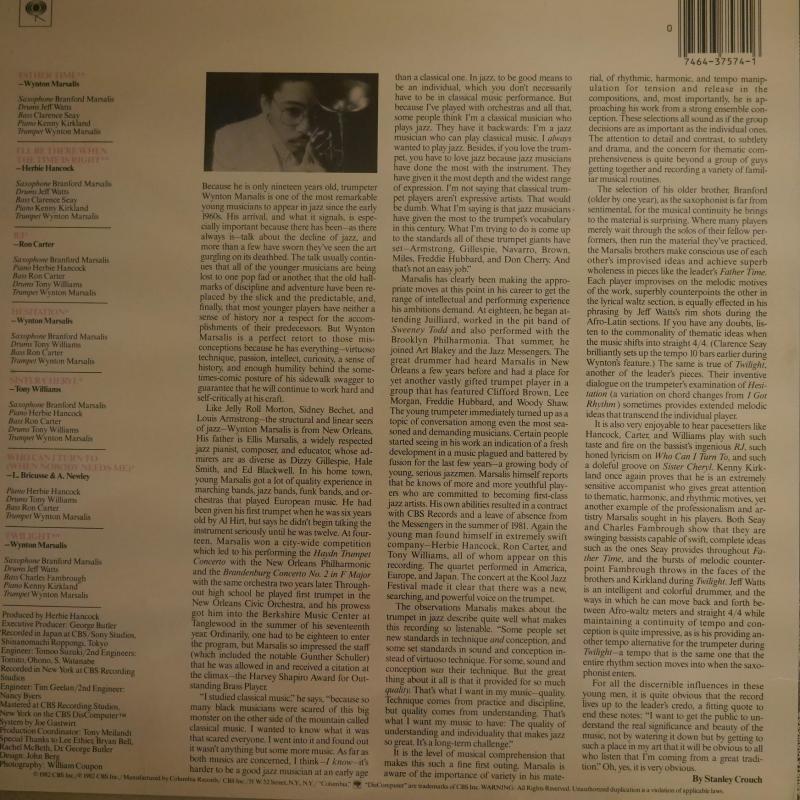 0
7464-37574-1
FATHER TIME**
—Wynton Marsalis
Saxophone Branford Marsalis
Drums Jeff Watts
Bass Clarence Seay
Piano Kenny Kirkland
Trumpet Wynton Marsalis
I'LL BE THERE WHEN
THE TIME IS RIGHT**
—Herbie Hancock
Saxophone Branford Marsalis
Drums Jeff Watts
Bass Clarence Seay
Piano Kenny Kirkland
Trumpet Wynton Marsalis
RJ*
—Ron Carter
Saxophone Branford Marsalis
Piano Herbie Hancock
Bass Ron Carter
Drums Tony Williams
Trumpet Wynton Marsalis
HESITATION*
—Wynton Marsalis
Saxophone Branford Marsalis
Drums Tony Williams
Bass Ron Carter
Trumpet Wynton Marsalis
SISTER CHERYL*
—Tony Williams
Saxophone Branford Marsalis
Piano Herbie Hancock
Bass Ron Carter
Drums Tony Williams
Trumpet Wynton Marsalis
WHO CAN I TURN TO
(WHEN NOBODY NEEDS ME)*
—L. Bricusse & A. Newley
Piano Herbie Hancock
Drums Tony Williams
Bass Ron Carter
Trumpet Wynton Marsalis
TWILIGHT**
—Wynton Marsalis
Saxophone Branford Marsalis
Drums Jeff Watts
Bass Charles Fambrough
Piano Kenny Kirkland
Trumpet Wynton Marsalis
Produced by Herbie Hancock
Executive Producer: George Butler
Recorded in Japan at CBS/Sony Studios,
Shinanomachi Roppongi, Tokyo
Engineer: Tomoo Suzuki/2nd Engineers:
Tomito, Ohono, S. Watanabe
Recorded in New York at CBS Recording
Studios
Engineer: Tim Geelan/2nd Engineer:
Nancy Byers
Mastered at CBS Recording Studios,
New York on the CBS DisComputer™
System by Joe Gastwirt
Production Coordinator: Tony Meilandt
Special Thanks to Lee Ethier, Bryan Bell,
Rachel McBeth, Dr. George Butler
Design: John Berg
Photography: William Coupon
Because he is only nineteen years old, trumpeter
Wynton Marsalis is one of the most remarkable
young musicians to appear in jazz since the early
1960s. His arrival, and what it signals, is espe-
cially important because there has been—as there
always is—talk about the decline of jazz, and
more than a few have sworn they've seen the art
gurgling on its deathbed. The talk usually contin-
ues that all of the younger musicians are being
lost to one pop fad or another, that the old hall-
marks of discipline and adventure have been re-
placed by the slick and the predictable, and,
finally, that most younger players have neither a
sense of history nor a respect for the accom-
plishments of their predecessors. But Wynton
Marsalis is a perfect retort to those mis-
conceptions because he has everything—virtuoso
technique, passion, intellect, curiosity, a sense of
history, and enough humility behind the some-
times-comic posture of his sidewalk swagger to
guarantee that he will continue to work hard and
self-critically at his craft.
Like Jelly Roll Morton, Sidney Bechet, and
Louis Armstrong—the structural and linear seers
of jazz—Wynton Marsalis is from New Orleans.
His father is Ellis Marsalis, a widely respected
jazz pianist, composer, and educator, whose ad-
mirers are as diverse as Dizzy Gillespie, Hale
Smith, and Ed Blackwell. In his home town,
young Marsalis got a lot of quality experience in
marching bands, jazz bands, funk bands, and or-
chestras that played European music. He had
been given his first trumpet when he was six years
old by Al Hirt, but says he didn't begin taking the
instrument seriously until he was twelve. At four-
teen, Marsalis won a city-wide competition
which led to his performing the Haydn Trumpet
Concerto with the New Orleans Philharmonic
and the Brandenburg Concerto No. 2 in F Major
with the same orchestra two years later. Through-
out high school he played first trumpet in the
New Orleans Civic Orchestra, and his prowess
got him into the Berkshire Music Center at
Tanglewood in the summer of his seventeenth
year. Ordinarily, one had to be eighteen to enter
the program, but Marsalis so impressed the staff
(which included the notable Gunther Schuller)
that he was allowed in and received a citation at
the climax—the Harvey Shapiro Award for Out-
standing Brass Player.
"I studied classical music," he says, "because so
many black musicians were scared of this big
monster on the other side of the mountain called
classical music. I wanted to know what it was
that scared everyone. I went into it and found out
it wasn't anything but some more music. As far as
both musics are concerned, I think—I know—it's
harder to be a good jazz musician at an early age
than a classical one. In jazz, to be good means to
be an individual, which you don't necessarily
have to be in classical music performance. But
because I've played with orchestras and all that,
some people think I'm a classical musician who
plays jazz. They have it backwards: I'm a jazz
musician who can play classical music. I always
wanted to play jazz. Besides, if you love the trum-
pet, you have to love jazz because jazz musicians
have done the most with the instrument. They
have given it the most depth and the widest range
of expression. I'm not saying that classical trum-
pet players aren't expressive artists. That would
be dumb. What I'm saying is that jazz musicians
have given the most to the trumpet's vocabulary
in this century. What I'm trying to do is come up
to the standards all of these trumpet giants have
set—Armstrong, Gillespie, Navarro, Brown,
Miles, Freddie Hubbard, and Don Cherry. And
that's not an easy job."
Marsalis has clearly been making the appro-
priate moves at this point in his career to get the
range of intellectual and performing experience
his ambitions demand. At eighteen, he began at-
tending Juilliard, worked in the pit band of
Sweeney Todd and also performed with the
Brooklyn Philharmonia. That summer, he
joined Art Blakey and the Jazz Messengers. The
great drummer had heard Marsalis in New
Orleans a few years before and had a place for
yet another vastly gifted trumpet player in a
group that has featured Clifford Brown, Lee
Morgan, Freddie Hubbard, and Woody Shaw.
The young trumpeter immediately turned up as a
topic of conversation among even the most sea-
soned and demanding musicians. Certain people
started seeing in his work an indication of a fresh
development in a music plagued and battered by
fusion for the last few years—a growing body of
young, serious jazzmen. Marsalis himself reports
that he knows of more and more youthful play-
ers who are committed to becoming first-class
jazz artists. His own abilities resulted in a contract
with CBS Records and a leave of absence from
the Messengers in the summer of 1981. Again the
young man found himself in extremely swift
company—Herbie Hancock, Ron Carter, and
Tony Williams, all of whom appear on this
recording. The quartet performed in America,
Europe, and Japan. The concert at the Kool Jazz
Festival made it clear that there was a new,
searching, and powerful voice on the trumpet.
The observations Marsalis makes about the
trumpet in jazz describe quite well what makes
this recording so listenable. "Some people set
new standards in technique and conception, and
some set standards in sound and conception in-
stead of virtuoso technique. For some, sound and
conception was their technique. But the great
thing about it all is that it provided for so much
quality. That's what I want in my music—quality.
Technique comes from practice and discipline,
but quality comes from understanding. That's
what I want my music to have: The quality of
understanding and individuality that makes jazz
so great. It's a long-term challenge."
It is the level of musical comprehension that
makes this such a fine first outing. Marsalis is
aware of the importance of variety in his mate-
rial, of rhythmic, harmonic, and tempo manip-
ulation for tension and release in the
compositions, and, most importantly, he is ap-
proaching his work from a strong ensemble con-
ception. These selections all sound as if the group
decisions are as important as the individual ones.
The attention to detail and contrast, to subtlety
and drama, and the concern for thematic com-
prehensiveness is quite beyond a group of guys
getting together and recording a variety of famil-
iar musical routines.
The selection of his older brother, Branford
(older by one year), as the saxophonist is far from
sentimental, for the musical continuity he brings
to the material is surprising. Where many players
merely wait through the solos of their fellow per-
formers, then run the material they've practiced,
the Marsalis brothers make conscious use of each
other's improvised ideas and achieve superb
wholeness in pieces like the leader's Father Time.
Each player improvises on the melodic motives
of the work, superbly counterpoints the other in
the lyrical waltz section, is equally effected in his
phrasing by Jeff Watts's rim shots during the
Afro-Latin sections. If you have any doubts, lis-
ten to the commonality of thematic ideas when
the music shifts into straight 4/4. (Clarence Seay
brilliantly sets up the tempo 10 bars earlier during
Wynton's feature.) The same is true of Twilight,
another of the leader's pieces. Their inventive
dialogue on the trumpeter's examination of Hesi-
tation (a variation on chord changes from I Got
Rhythm) sometimes provides extended melodic
ideas that transcend the individual player.
It is also very enjoyable to hear pacesetters like
Hancock, Carter, and Williams play with such
taste and fire on the bassist's ingenious RJ, such
honed lyricism on Who Can I Turn To, and such
a doleful groove on Sister Cheryl. Kenny Kirk-
land once again proves that he is an extremely
sensitive accompanist who gives great attention
to thematic, harmonic, and rhythmic motives, yet
another example of the professionalism and ar-
tistry Marsalis sought in his players. Both Seay
and Charles Fambrough show that they are
swinging bassists capable of swift, complete ideas
such as the ones Seay provides throughout Fa-
ther Time, and the bursts of melodic counter-
point Fambrough throws in the faces of the
brothers and Kirkland during Twilight. Jeff Watts
is an intelligent and colorful drummer, and the
ways in which he can move back and forth be-
tween Afro-waltz meters and straight 4/4 while
maintaining a continuity of tempo and con-
ception is quite impressive, as is his providing an-
other tempo alternative for the trumpeter during
Twilight—a tempo that is the same one that the
entire rhythm section moves into when the saxo-
phonist enters.
For all the discernible influences in these
young men, it is quite obvious that the record
lives up to the leader's credo, a fitting quote to
end these notes: "I want to get the public to un-
derstand the real significance and beauty of the
music, not by watering it down but by getting to
such a place in my art that it will be obvious to all
who listen that I'm coming from a great tradi-
tion." Oh, yes, it is very obvious.
By Stanley Crouch
© 1982 CBS Inc./℗ 1982 CBS Inc./Manufactured by Columbia Records/CBS Inc./51 W. 52 Street, N.Y., N.Y./"Columbia," "DisComputer" are trademarks of CBS Inc. WARNING: All Rights Reserved. Unauthorized duplication is a violation of applicable laws.